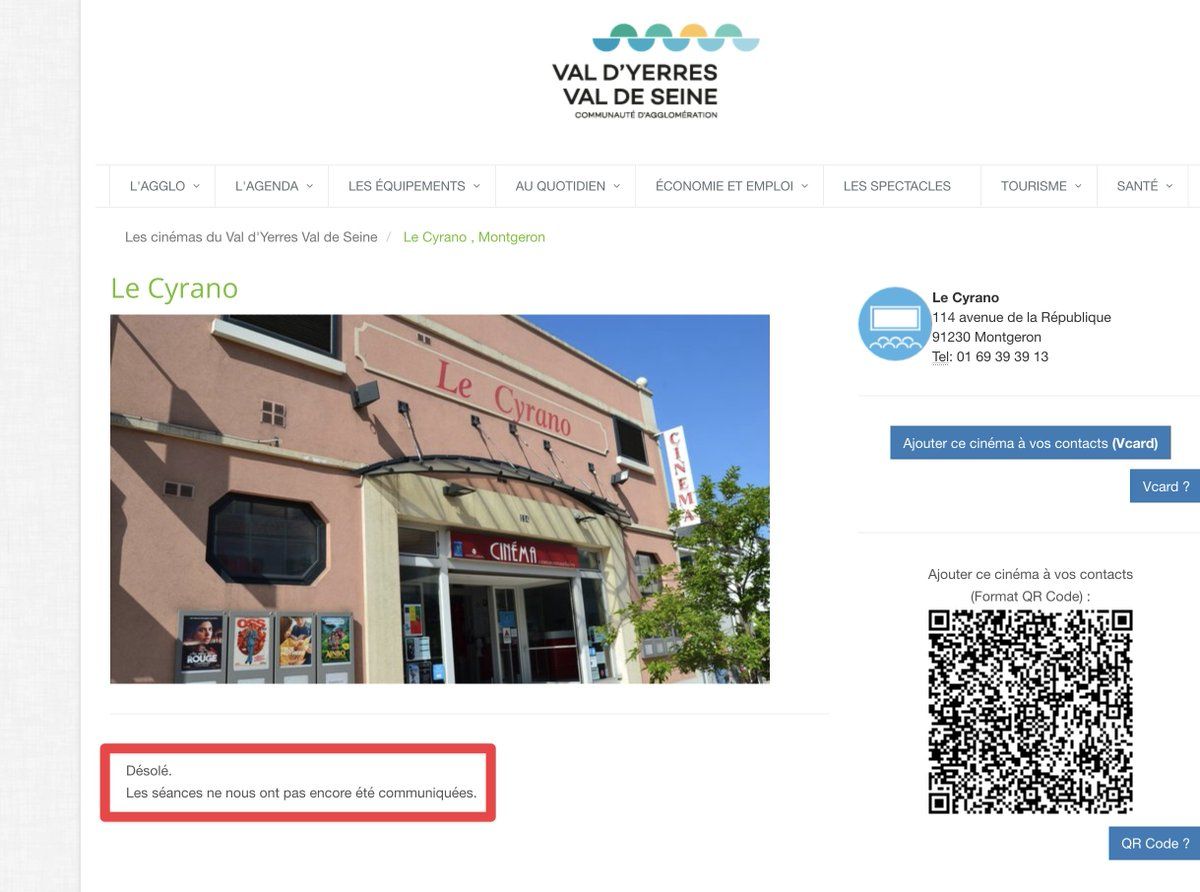 VAL D'YERRES
VAL DE SEINE
COMMUNAUTÉ D'AGGLOMÉRATION
L'AGGLO
L'AGENDA
LES ÉQUIPEMENTS
AU QUOTIDIEN
ÉCONOMIE ET EMPLOI
LES SPECTACLES
TOURISME
SANTÉ
Les cinémas du Val d'Yerres Val de Seine / Le Cyrano , Montgeron
Le Cyrano
Le Cyrano
CINEMA
114
CINÉMA
ROUGE
OSS
AINBO
Le Cyrano
114 avenue de la République
91230 Montgeron
Tel: 01 69 39 39 13
Ajouter ce cinéma à vos contacts (Vcard)
Vcard ?
Ajouter ce cinéma à vos contacts
(Format QR Code) :
QR Code ?
Désolé.
Les séances ne nous ont pas encore été communiquées.